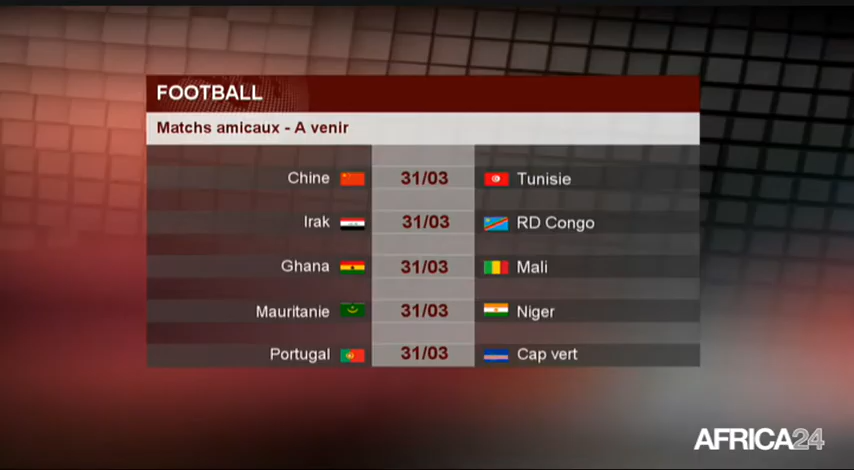 FOOTBALL
Matchs amicaux - A venir
Chine 31/03 Tunisie
Irak 31/03 RD Congo
Ghana 31/03 Mali
Mauritanie 31/03 Niger
Portugal 31/03 Cap vert
AFRICA24